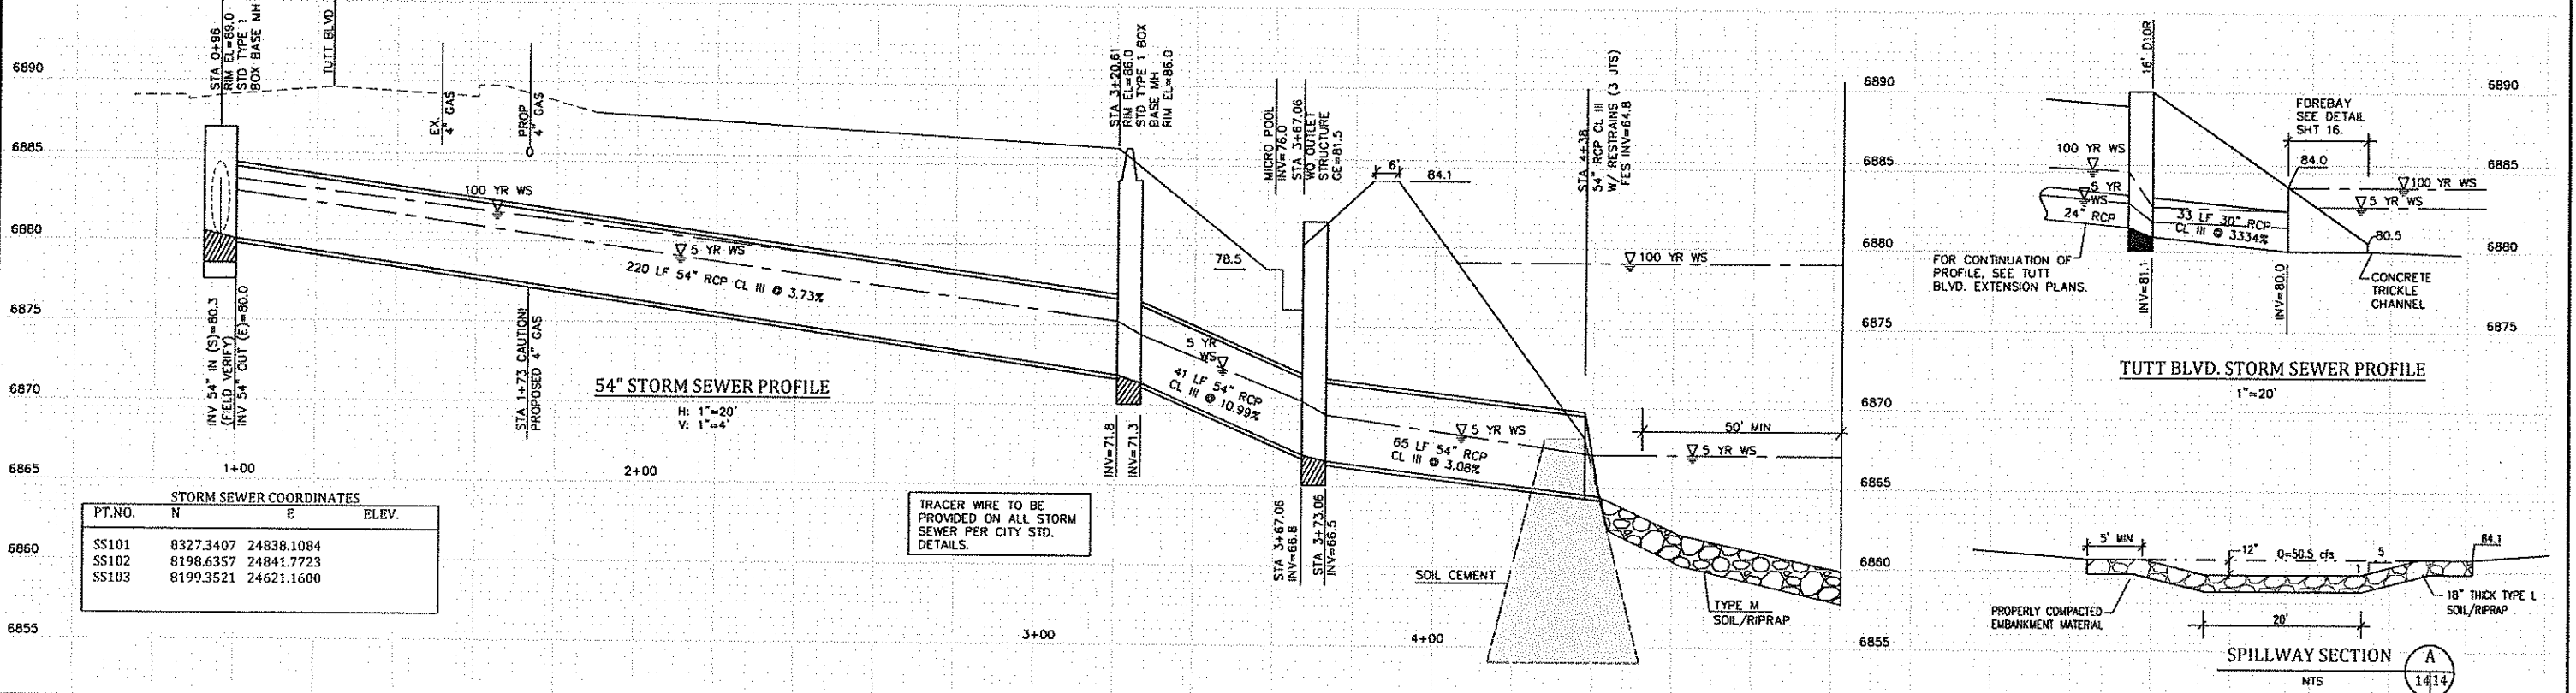 STA 0+96
RIM EL=89.0
STD TYPE 1
BOX BASE MH
TUTT BLVD
EX.
4" GAS
PROP
4" GAS
STA 3+20.61
RIM EL=86.0
STD TYPE 1 BOX
BASE MH
RIM EL=86.0
MICRO POOL
INV=76.0
STA 3+67.06
WQ OUTLET
STRUCTURE
GE=81.5
6'
84.1
STA 4+38
54" RCP CL III
W/ RESTRAINS (3 JTS)
FES INV=64.8
6890
6885
6880
6875
6870
6865
6860
6855
100 YR WS
5 YR WS
220 LF 54" RCP CL III @ 3.73%
78.5
5 YR
WS
41 LF 54" RCP
CL III @ 10.99%
5 YR WS
65 LF 54" RCP
CL III @ 3.08%
100 YR WS
50' MIN
5 YR WS
INV 54" IN (S)=80.3
(FIELD VERIFY)
INV 54" OUT (E)=80.0
STA 1+73 CAUTION!
PROPOSED 4" GAS
54" STORM SEWER PROFILE
H: 1"=20'
V: 1"=4'
INV=71.8
INV=71.3
STA 3+67.06
INV=66.8
STA 3+73.06
INV=66.5
1+00
2+00
3+00
4+00
STORM SEWER COORDINATES
PT.NO. N E ELEV.
SS101 8327.3407 24838.1084
SS102 8198.6357 24841.7723
SS103 8199.3521 24621.1600
TRACER WIRE TO BE
PROVIDED ON ALL STORM
SEWER PER CITY STD.
DETAILS.
SOIL CEMENT
TYPE M
SOIL/RIPRAP
6890
6885
6880
6875
6870
6865
6860
6855
16' D10R
FOREBAY
SEE DETAIL
SHT 16.
84.0
100 YR WS
5 YR
WS
24" RCP
33 LF 30" RCP
CL III @ 3334%
100 YR WS
5 YR WS
80.5
6890
6885
6880
6875
FOR CONTINUATION OF
PROFILE, SEE TUTT
BLVD. EXTENSION PLANS.
INV=81.1
INV=80.0
CONCRETE
TRICKLE
CHANNEL
TUTT BLVD. STORM SEWER PROFILE
1"=20'
5' MIN
12"
Q=50.5 cfs
5
1
84.1
PROPERLY COMPACTED
EMBANKMENT MATERIAL
20'
18" THICK TYPE L
SOIL/RIPRAP
SPILLWAY SECTION
NTS
A
14 14